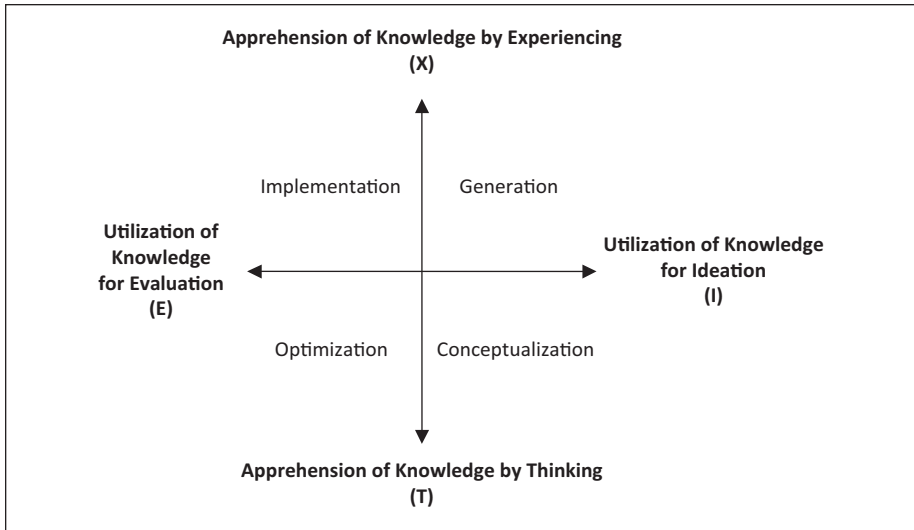 Apprehension of Knowledge by Experiencing
(X)
Implementation
Generation
Utilization of
Knowledge
for Evaluation
(E)
Utilization of Knowledge
for Ideation
(I)
Optimization
Conceptualization
Apprehension of Knowledge by Thinking
(T)